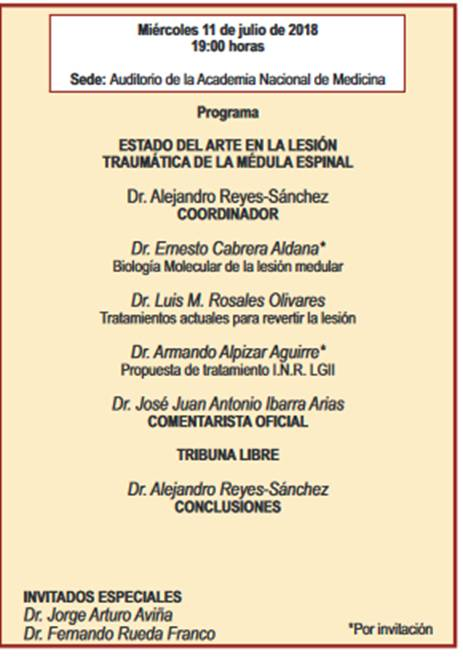 Miércoles 11 de julio de 2018
19:00 horas
Sede: Auditorio de la Academia Nacional de Medicina
Programa
ESTADO DEL ARTE EN LA LESIÓN
TRAUMÁTICA DE LA MÉDULA ESPINAL
Dr. Alejandro Reyes-Sánchez
COORDINADOR
Dr. Ernesto Cabrera Aldana*
Biología Molecular de la lesión medular
Dr. Luis M. Rosales Olivares
Tratamientos actuales para revertir la lesión
Dr. Armando Alpizar Aguirre*
Propuesta de tratamiento I.N.R. LGII
Dr. José Juan Antonio Ibarra Arias
COMENTARISTA OFICIAL
TRIBUNA LIBRE
Dr. Alejandro Reyes-Sánchez
CONCLUSIONES
INVITADOS ESPECIALES
Dr. Jorge Arturo Aviña
Dr. Fernando Rueda Franco
*Por invitación